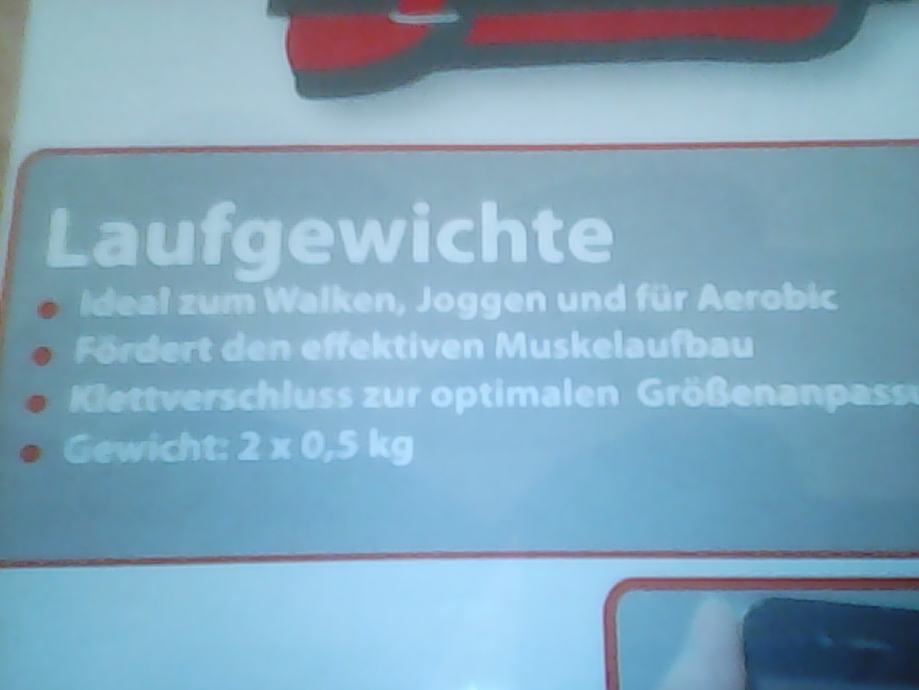 Laufgewichte
Ideal zum Walken, Joggen und für Aerobic
Fördert den effektiven Muskelaufbau
Klettverschluss zur optimalen
Gewicht: 2 x 0,5 kg